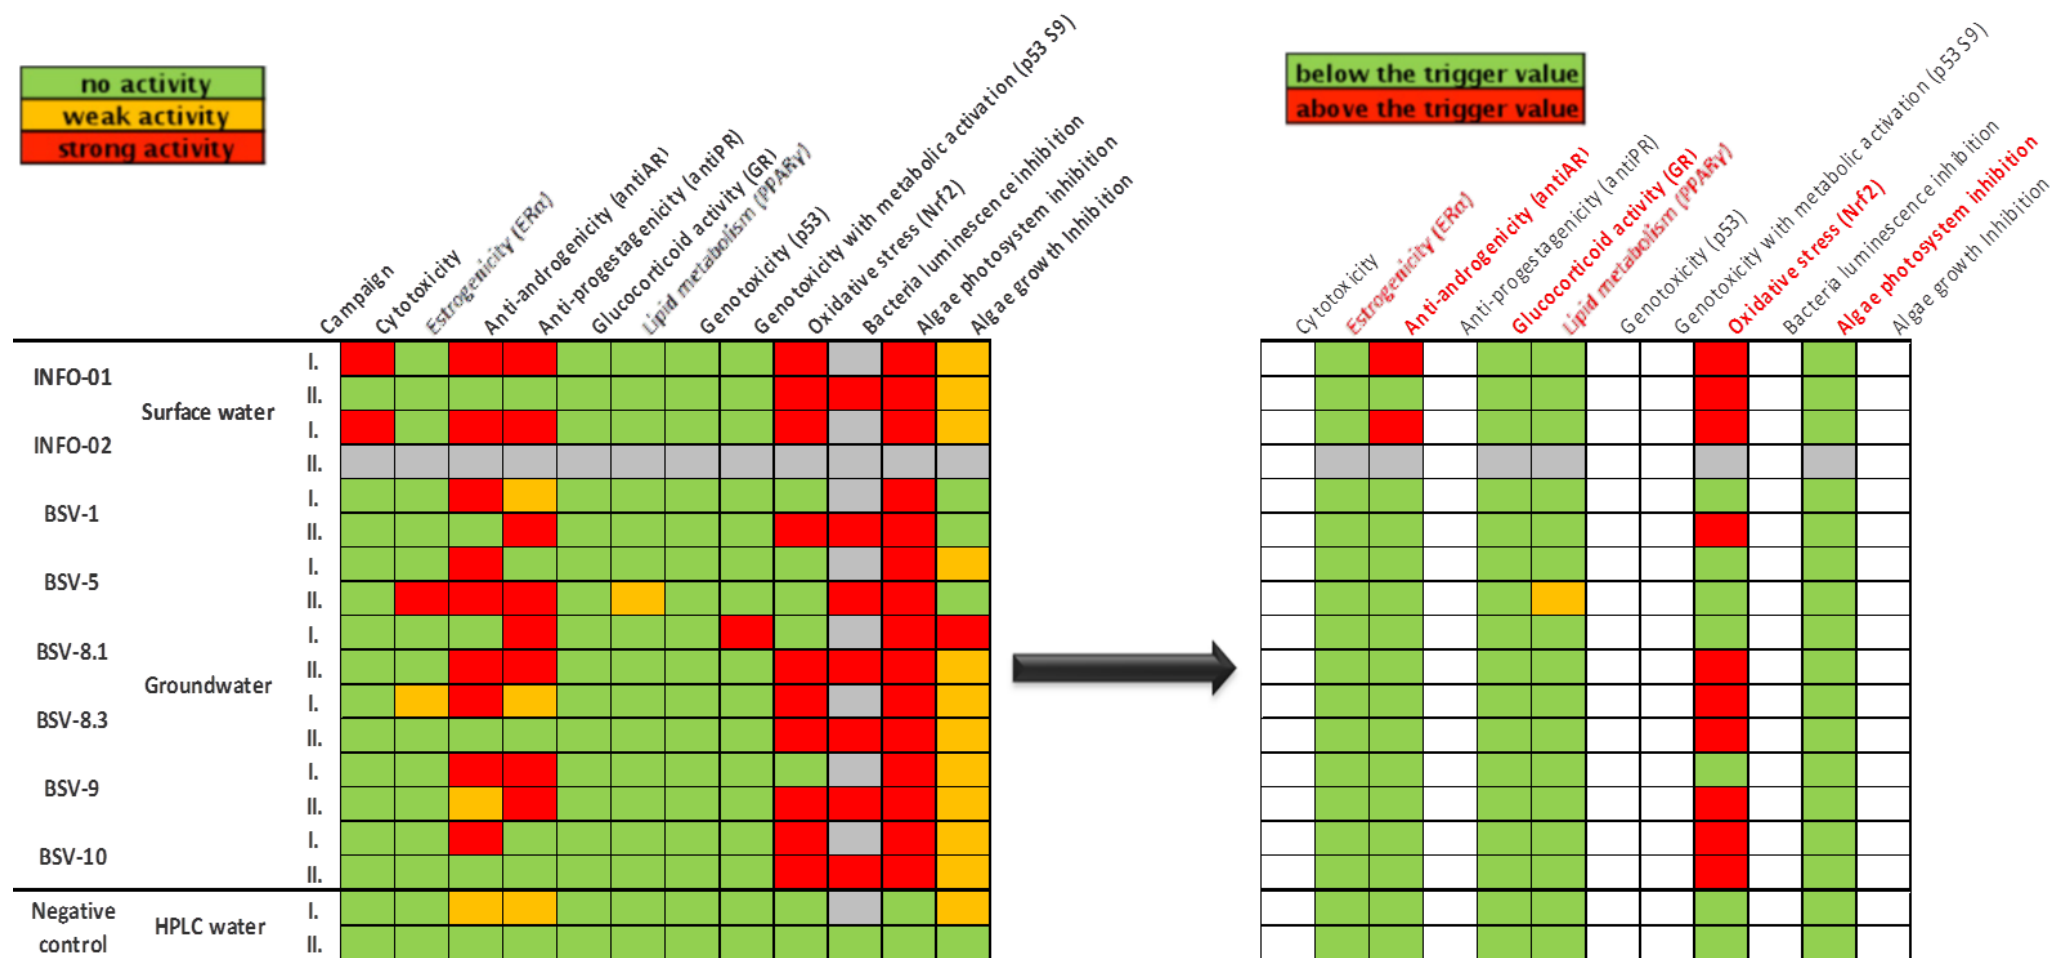 no activity
weak activity
strong activity
Campaign
Cytotoxicity
Estrogenicity (ERα)
Anti-androgenicity (antiAR)
Anti-progestagenicity (antiPR)
Glucocorticoid activity (GR)
Lipid metabolism (PPARγ)
Genotoxicity (p53)
Genotoxicity with metabolic activation (p53 S9)
Oxidative stress (Nrf2)
Bacteria luminescence inhibition
Algae photosystem inhibition
Algae growth Inhibition
INFO-01
I.
II.
Surface water
INFO-02
I.
II.
BSV-1
I.
II.
BSV-5
I.
II.
BSV-8.1
I.
II.
Groundwater
BSV-8.3
I.
II.
BSV-9
I.
II.
BSV-10
I.
II.
Negative
control
HPLC water
I.
II.
below the trigger value
above the trigger value
Cytotoxicity
Estrogenicity (ERα)
Anti-androgenicity (antiAR)
Anti-progestagenicity (antiPR)
Glucocorticoid activity (GR)
Lipid metabolism (PPARγ)
Genotoxicity (p53)
Genotoxicity with metabolic activation (p53 S9)
Oxidative stress (Nrf2)
Bacteria luminescence inhibition
Algae photosystem inhibition
Algae growth Inhibition